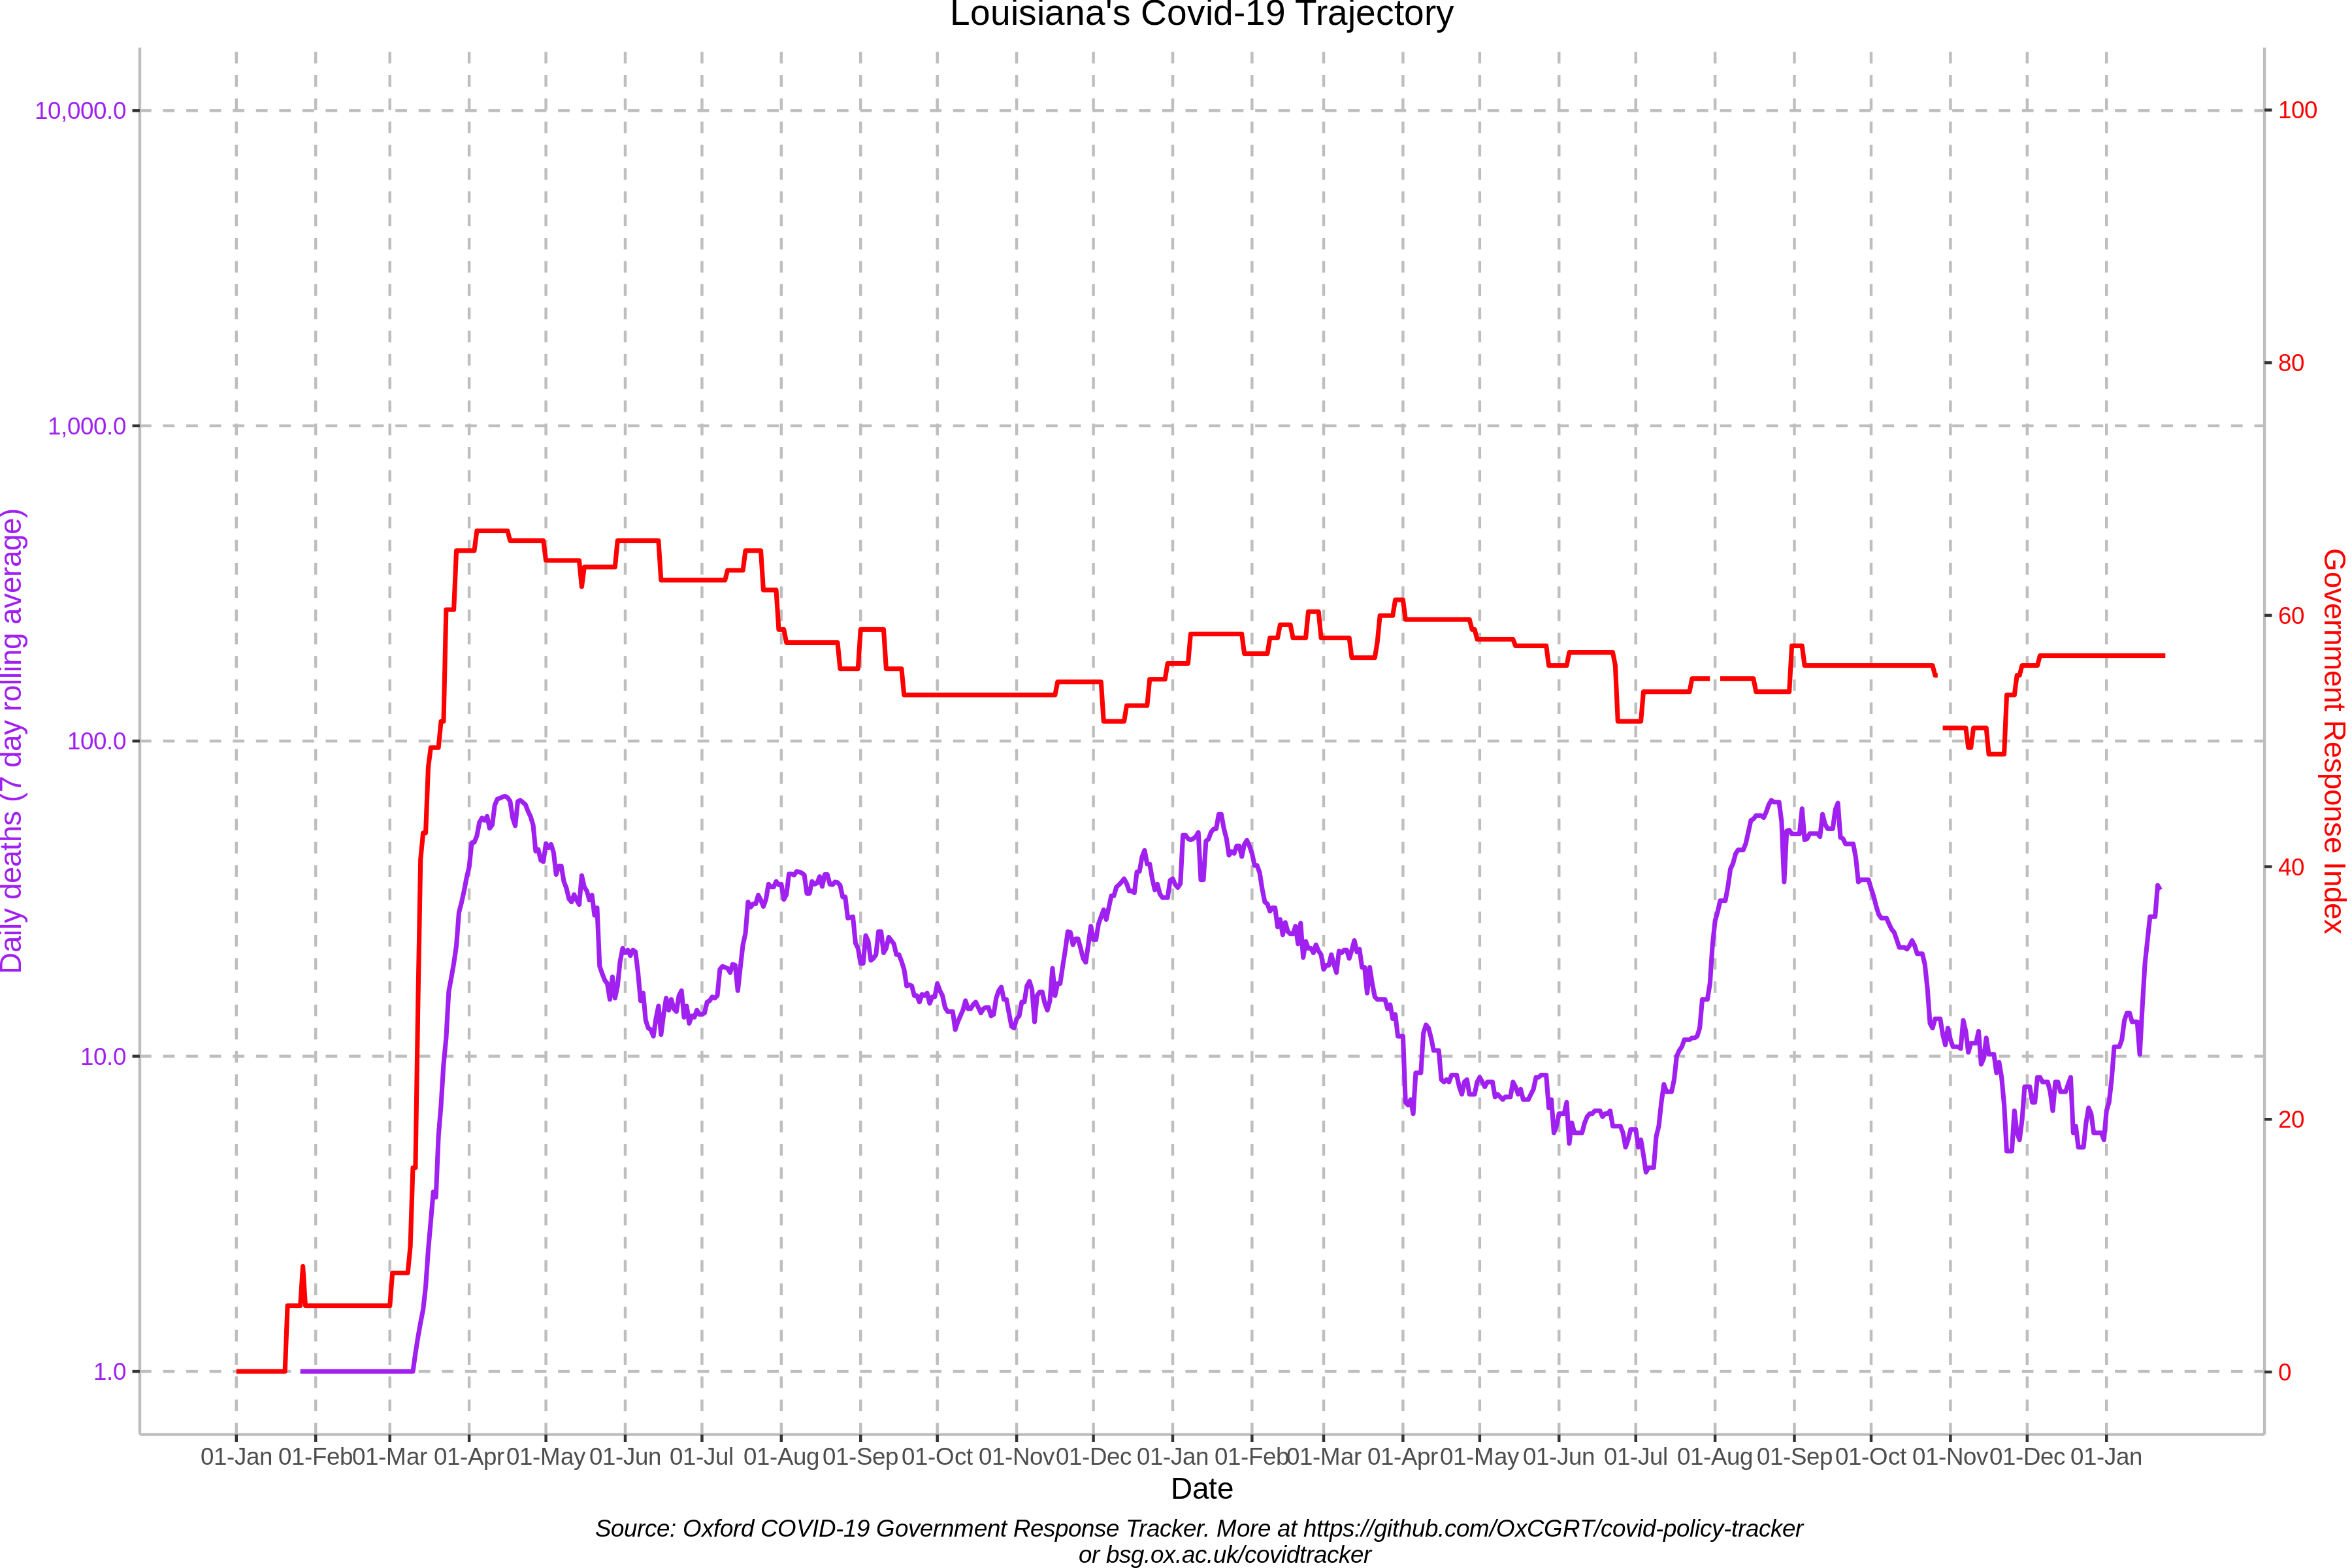 Louisiana's Covid-19 Trajectory
10,000.0
1,000.0
100.0
10.0
1.0
Daily deaths (7 day rolling average)
100
80
60
40
20
0
Government Response Index
01-Jan 01-Feb 01-Mar 01-Apr 01-May 01-Jun 01-Jul 01-Aug 01-Sep 01-Oct 01-Nov 01-Dec 01-Jan 01-Feb 01-Mar 01-Apr 01-May 01-Jun 01-Jul 01-Aug 01-Sep 01-Oct 01-Nov 01-Dec 01-Jan
Date
Source: Oxford COVID-19 Government Response Tracker. More at https://github.com/OxCGRT/covid-policy-tracker
or bsg.ox.ac.uk/covidtracker